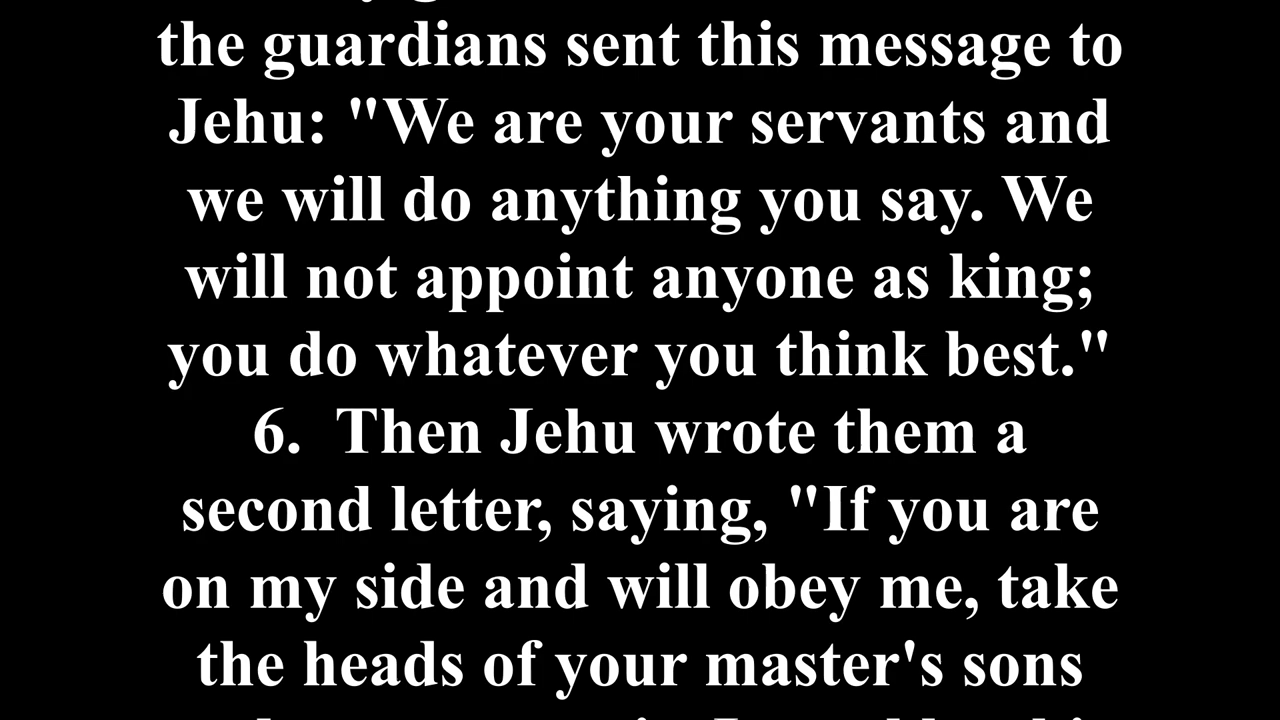 the guardians sent this message to
Jehu: "We are your servants and
we will do anything you say. We
will not appoint anyone as king;
you do whatever you think best."
6.  Then Jehu wrote them a
second letter, saying, "If you are
on my side and will obey me, take
the heads of your master's sons